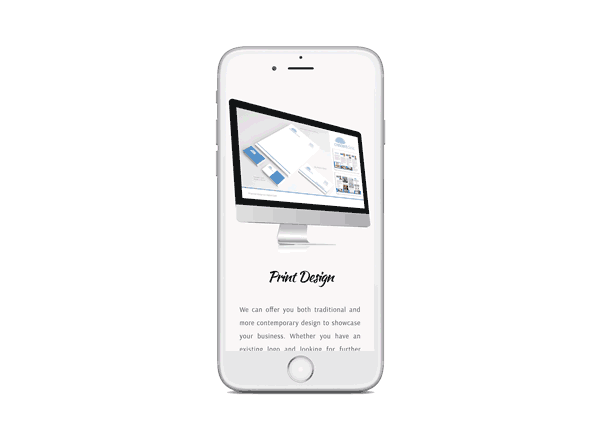 Print Design
We can offer you both traditional and
more contemporary design to showcase
your business. Whether you have an
existing logo and looking for further